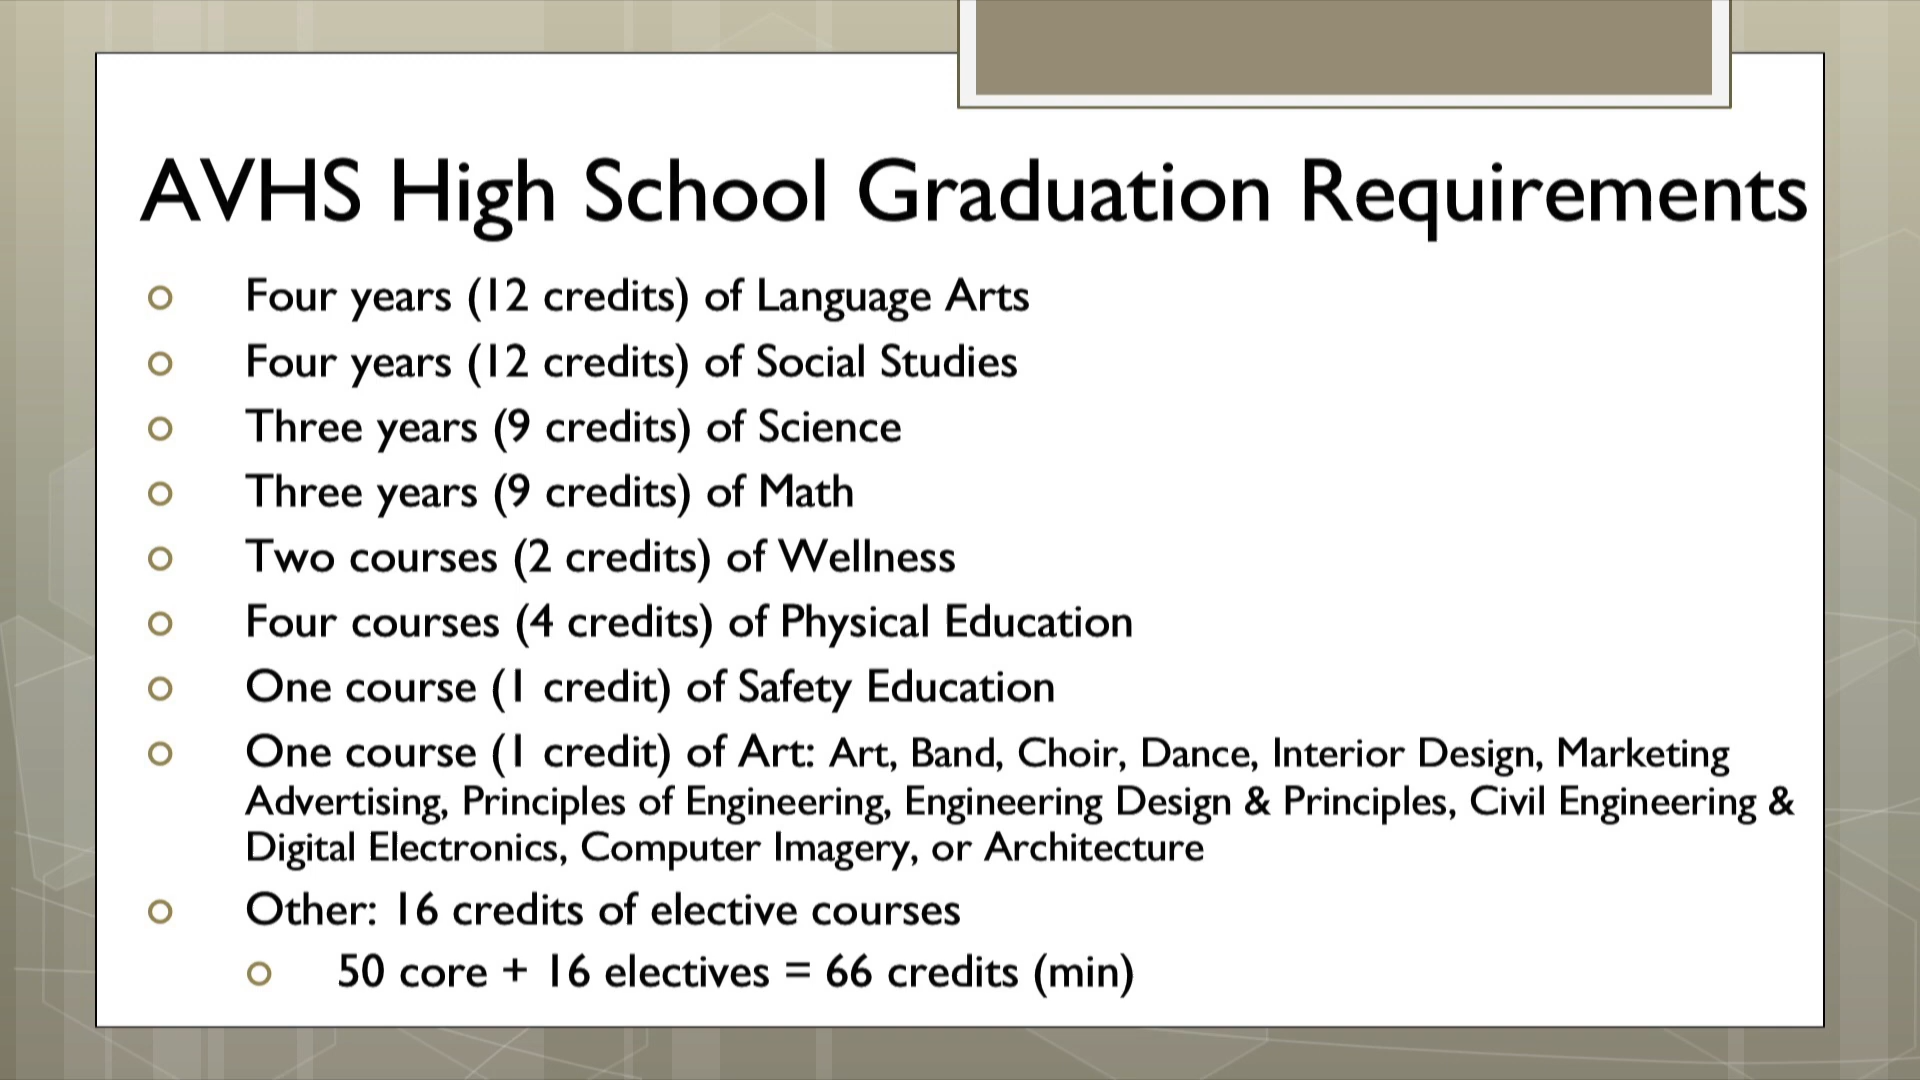 AVHS High School Graduation Requirements
Four years (12 credits) of Language Arts
Four years (12 credits) of Social Studies
Three years (9 credits) of Science
Three years (9 credits) of Math
Two courses (2 credits) of Wellness
Four courses (4 credits) of Physical Education
One course (1 credit) of Safety Education
One course (1 credit) of Art: Art, Band, Choir, Dance, Interior Design, Marketing
Advertising, Principles of Engineering, Engineering Design & Principles, Civil Engineering &
Digital Electronics, Computer Imagery, or Architecture
Other: 16 credits of elective courses
50 core + 16 electives = 66 credits (min)